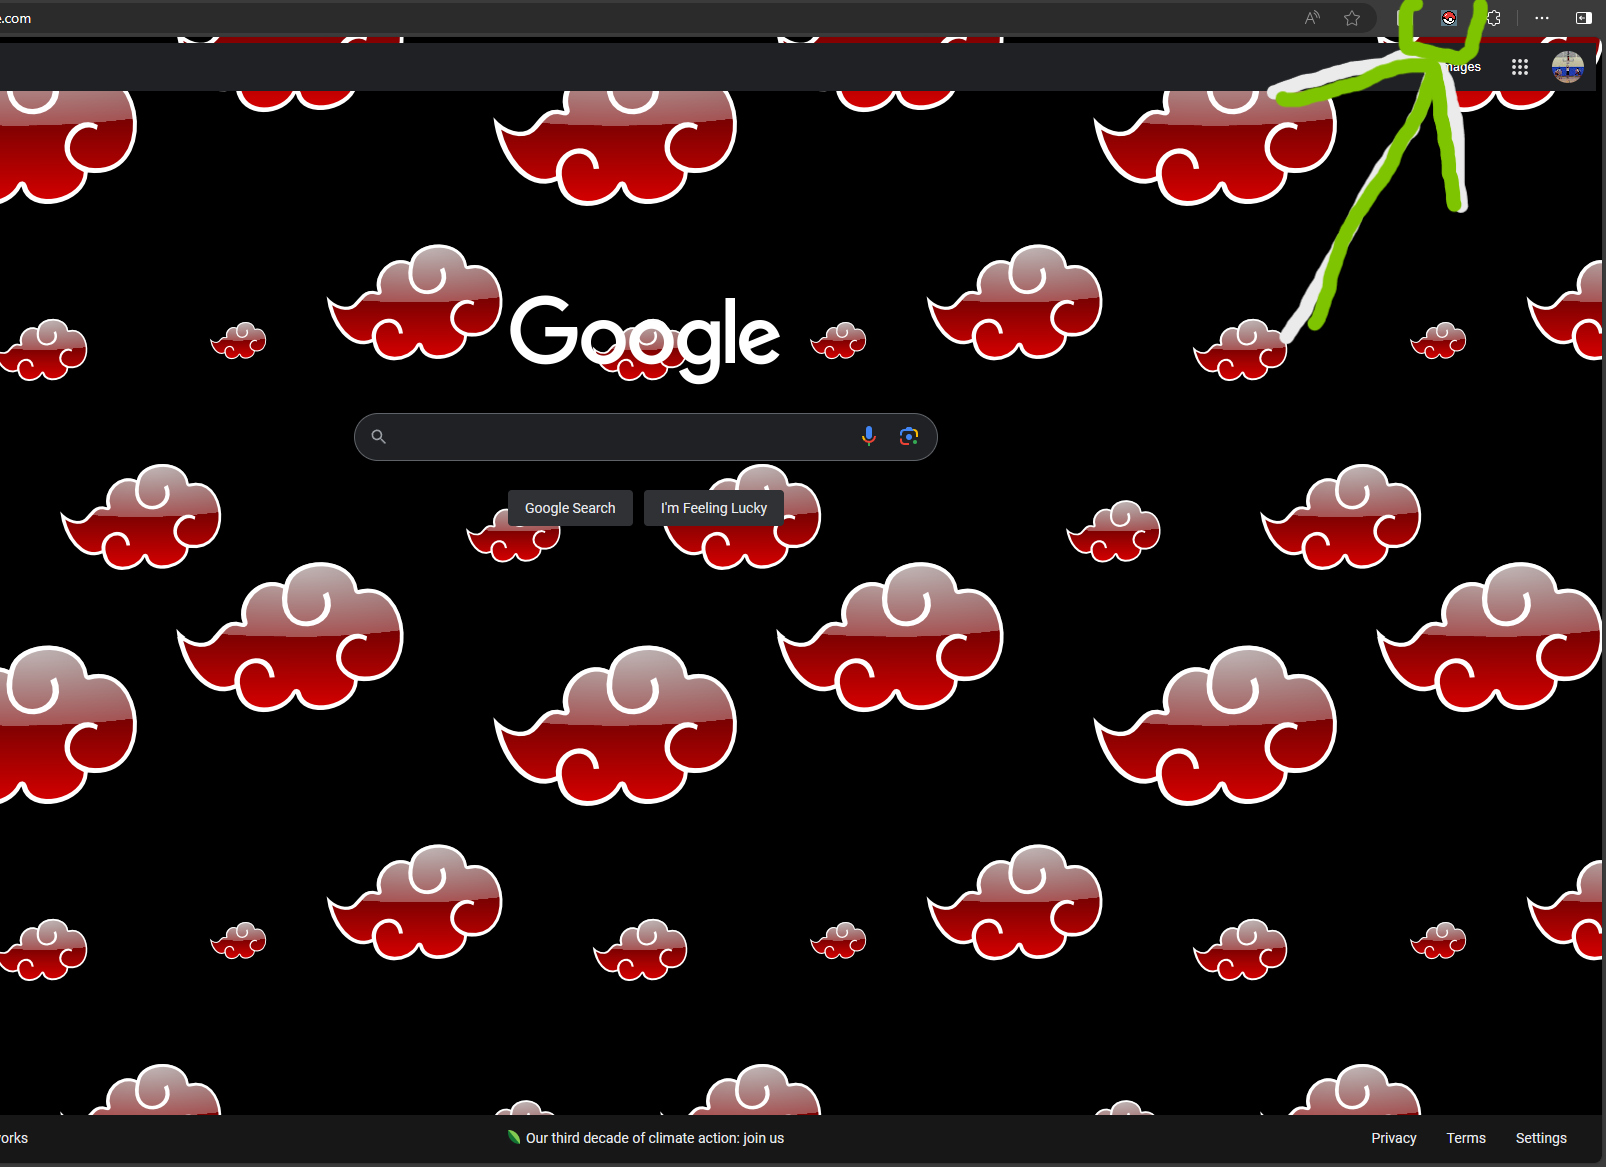 e.com
mages
Google
Google Search
I'm Feeling Lucky
orks
Our third decade of climate action: join us
Privacy
Terms
Settings